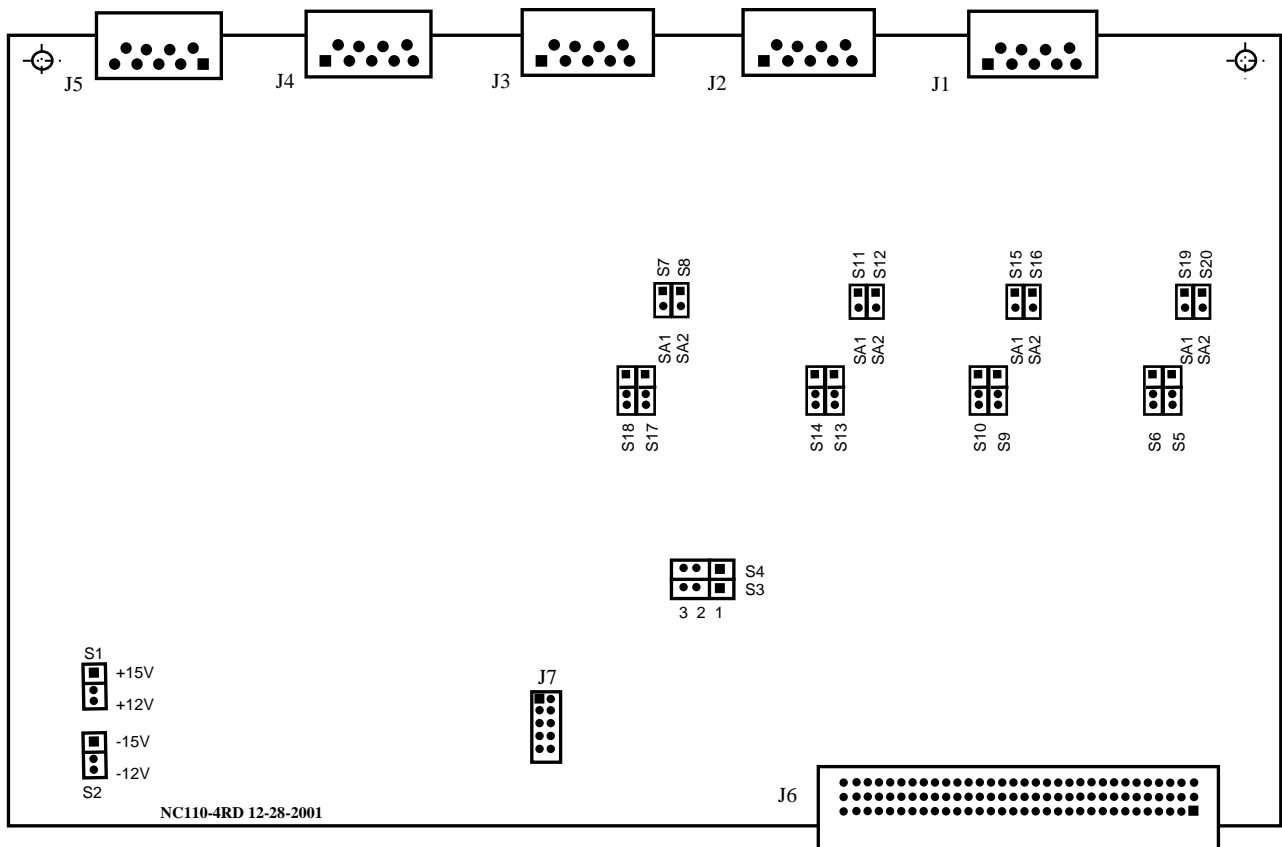 J5 J4 J3 J2 J1
S7 S8 S11 S12 S15 S16 S19 S20
SA1 SA2 SA1 SA2 SA1 SA2 SA1 SA2
S18 S17 S14 S13 S10 S9 S6 S5
S4
S3
3 2 1
S1
+15V
+12V
J7
-15V
-12V
S2
J6
NC110-4RD 12-28-2001